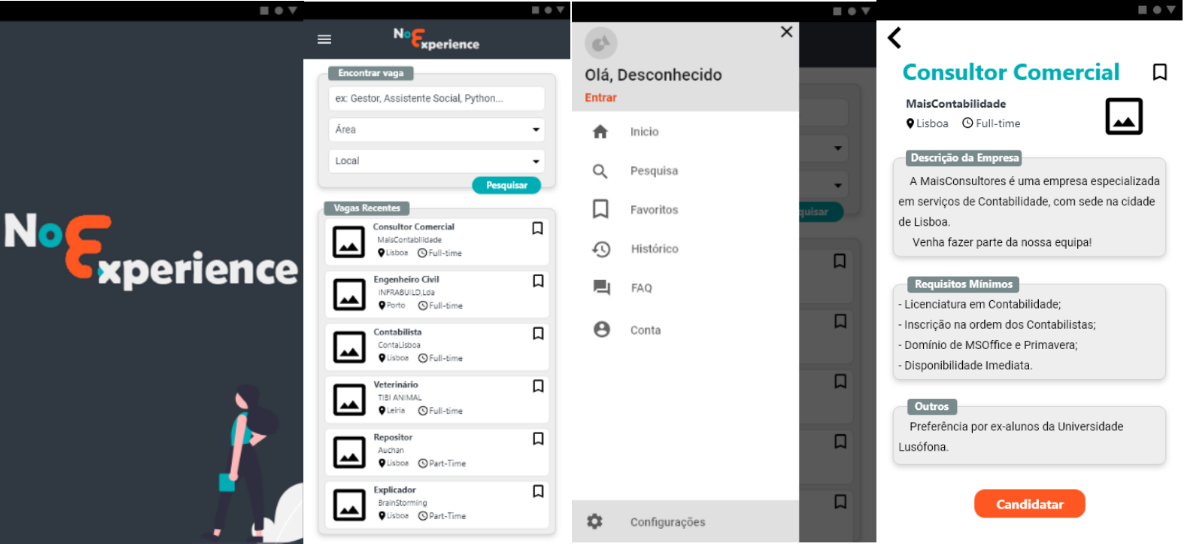 No
Experience
No
Experience
Encontrar vaga
ex: Gestor, Assistente Social, Python...
Área
Local
Pesquisar
Vagas Recentes
Consultor Comercial
MaisContabilidade
Lisboa Full-time
Engenheiro Civil
INFRABUILD,Lda
Porto Full-time
Contabilista
ContaLisboa
Lisboa Full-time
Veterinário
TIBI ANIMAL
Leiria Full-time
Repositor
Auchan
Lisboa Part-Time
Explicador
BrainStorming
Lisboa Part-Time
Olá, Desconhecido
Entrar
Inicio
Pesquisa
Favoritos
Histórico
FAQ
Conta
Configurações
quisar
Consultor Comercial
MaisContabilidade
Lisboa Full-time
Descrição da Empresa
A MaisConsultores é uma empresa especializada
em serviços de Contabilidade, com sede na cidade
de Lisboa.
Venha fazer parte da nossa equipa!
Requisitos Mínimos
- Licenciatura em Contabilidade;
- Inscrição na ordem dos Contabilistas;
- Domínio de MSOffice e Primavera;
- Disponibilidade Imediata.
Outros
Preferência por ex-alunos da Universidade
Lusófona.
Candidatar